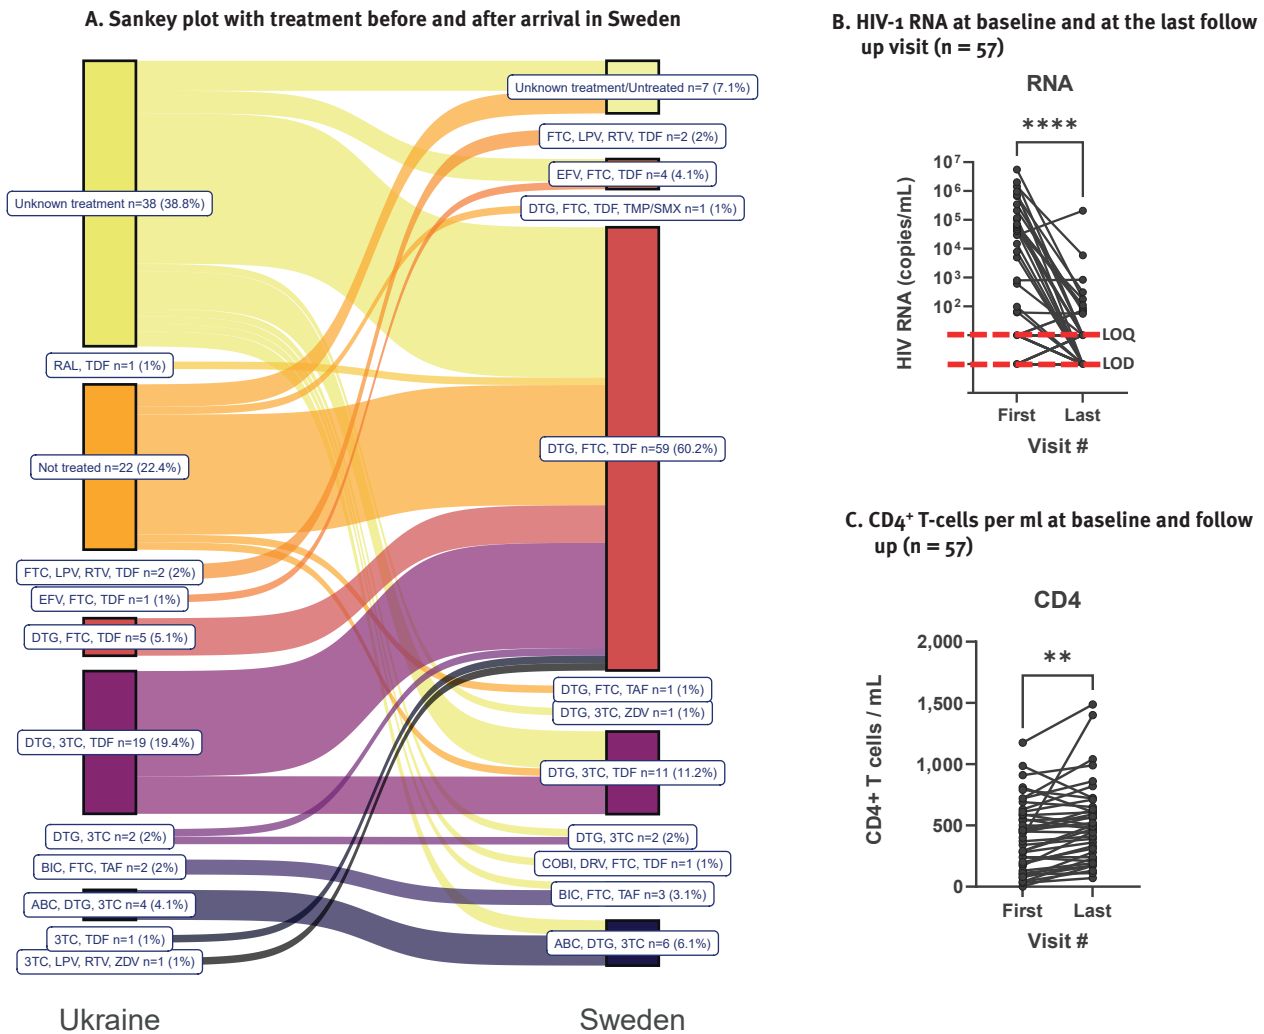 A. Sankey plot with treatment before and after arrival in Sweden
Unknown treatment n=38 (38.8%)
RAL, TDF n=1 (1%)
Not treated n=22 (22.4%)
FTC, LPV, RTV, TDF n=2 (2%)
EFV, FTC, TDF n=1 (1%)
DTG, FTC, TDF n=5 (5.1%)
DTG, 3TC, TDF n=19 (19.4%)
DTG, 3TC n=2 (2%)
BIC, FTC, TAF n=2 (2%)
ABC, DTG, 3TC n=4 (4.1%)
3TC, TDF n=1 (1%)
3TC, LPV, RTV, ZDV n=1 (1%)
Ukraine
Unknown treatment/Untreated n=7 (7.1%)
FTC, LPV, RTV, TDF n=2 (2%)
EFV, FTC, TDF n=4 (4.1%)
DTG, FTC, TDF, TMP/SMX n=1 (1%)
DTG, FTC, TDF n=59 (60.2%)
DTG, FTC, TAF n=1 (1%)
DTG, 3TC, ZDV n=1 (1%)
DTG, 3TC, TDF n=11 (11.2%)
DTG, 3TC n=2 (2%)
COBI, DRV, FTC, TDF n=1 (1%)
BIC, FTC, TAF n=3 (3.1%)
ABC, DTG, 3TC n=6 (6.1%)
Sweden
B. HIV-1 RNA at baseline and at the last follow
up visit (n = 57)
RNA
****
HIV RNA (copies/mL)
10⁷
10⁶
10⁵
10⁴
10³
10²
LOQ
LOD
First Last
Visit #
C. CD4⁺ T-cells per ml at baseline and follow
up (n = 57)
CD4
**
CD4+ T cells / mL
2,000
1,500
1,000
500
0
First Last
Visit #